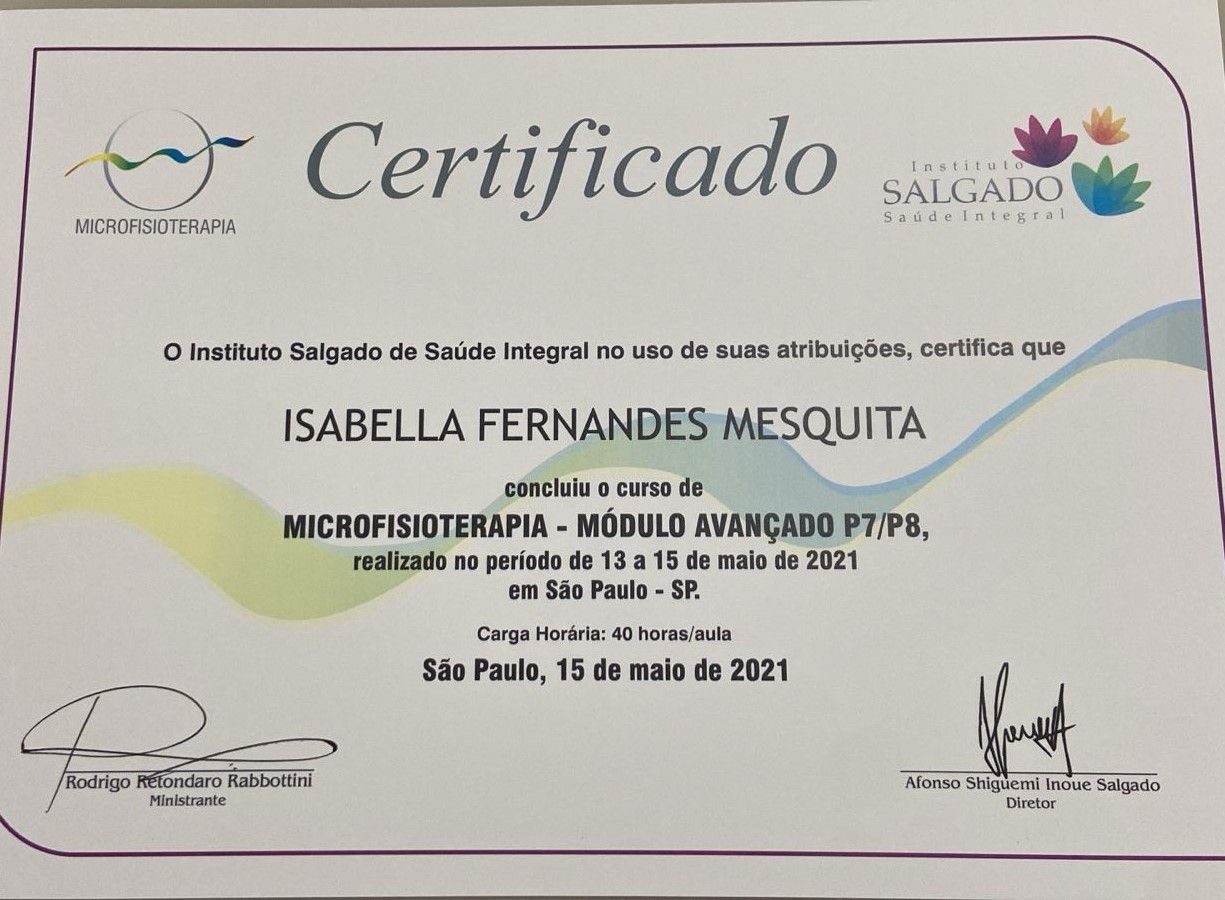 MICROFISIOTERAPIA
Certificado
Instituto
SALGADO
Saúde Integral
O Instituto Salgado de Saúde Integral no uso de suas atribuições, certifica que
ISABELLA FERNANDES MESQUITA
concluiu o curso de
MICROFISIOTERAPIA - MÓDULO AVANÇADO P7/P8,
realizado no período de 13 a 15 de maio de 2021
em São Paulo - SP.
Carga Horária: 40 horas/aula
São Paulo, 15 de maio de 2021
Rodrigo Retondaro Rabbottini
Ministrante
Afonso Shiguemi Inoue Salgado
Diretor